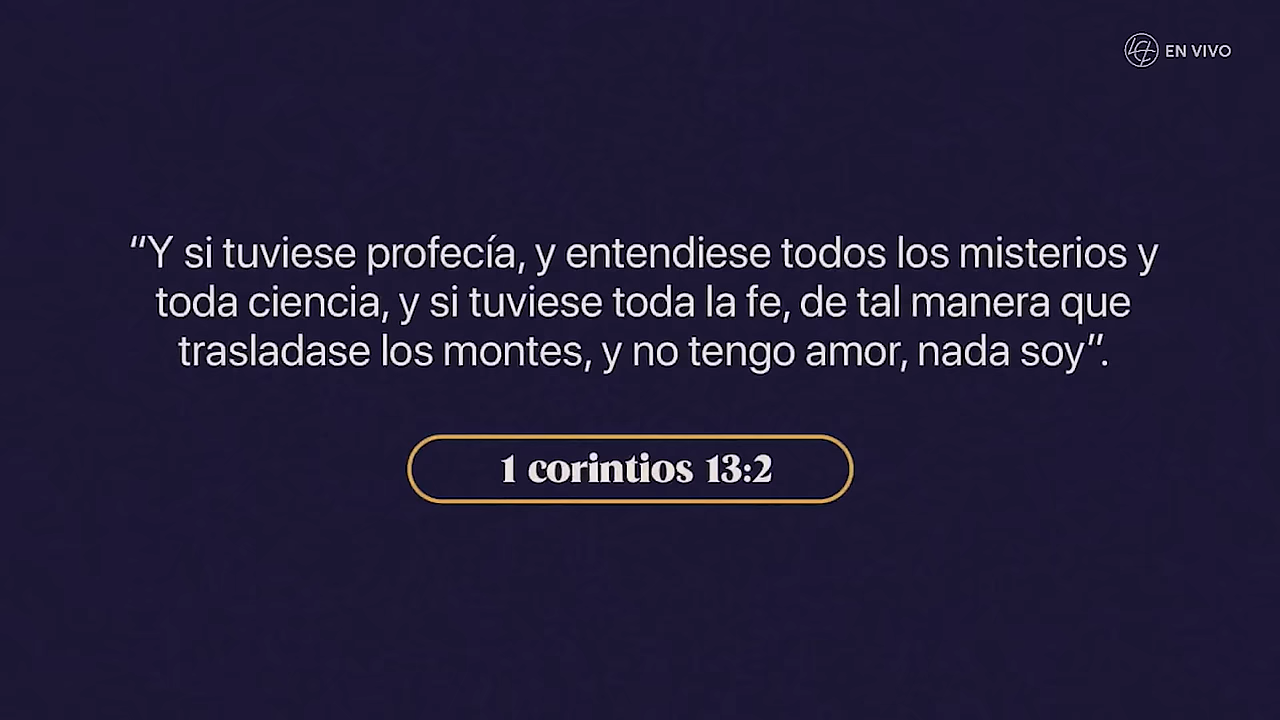 EN VIVO
“Y si tuviese profecía, y entendiese todos los misterios y
toda ciencia, y si tuviese toda la fe, de tal manera que
trasladase los montes, y no tengo amor, nada soy”.
1 corintios 13:2